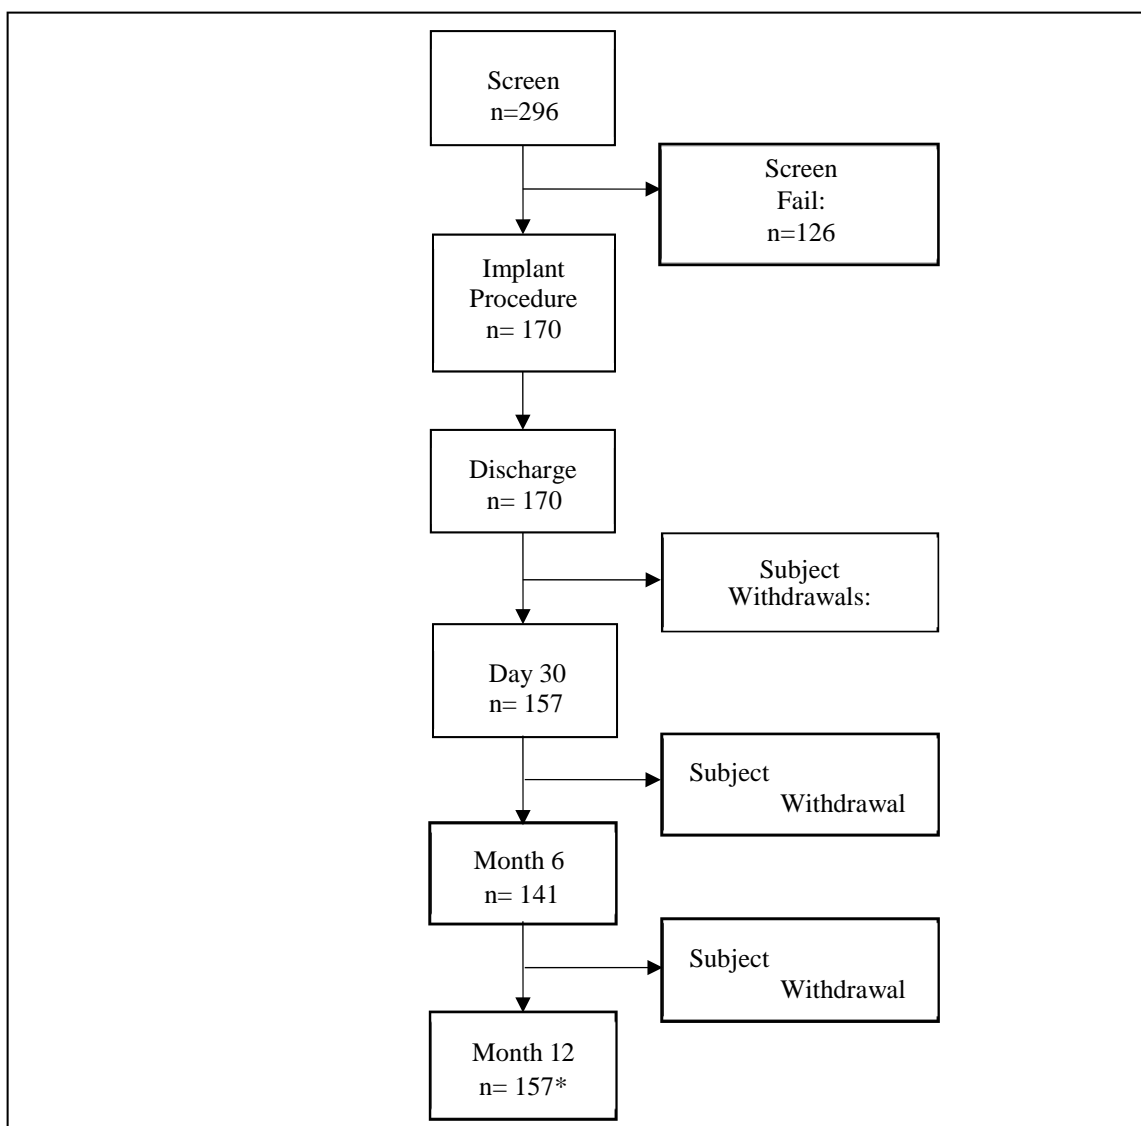 Screen
n=296
Screen
Fail:
n=126
Implant
Procedure
n= 170
Discharge
n= 170
Subject
Withdrawals:
Day 30
n= 157
Subject
Withdrawal
Month 6
n= 141
Subject
Withdrawal
Month 12
n= 157*